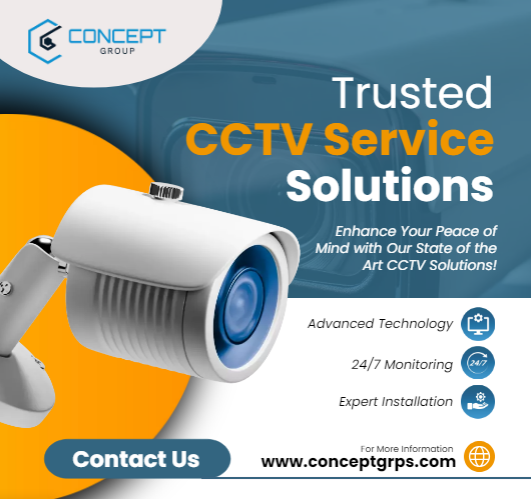 CONCEPT
GROUP
Trusted
CCTV Service
Solutions
Enhance Your Peace of
Mind with Our State of the
Art CCTV Solutions!
Advanced Technology
24/7 Monitoring
24/7
Expert Installation
Contact Us
For More Information
www.conceptgrps.com